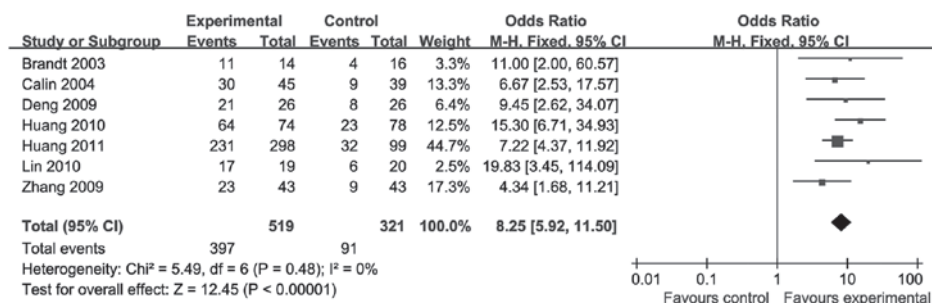 Experimental Control Odds Ratio Odds Ratio
Study or Subgroup Events Total Events Total Weight M-H, Fixed, 95% CI M-H, Fixed, 95% CI
Brandt 2003 11 14 4 16 3.3% 11.00 [2.00, 60.57]
Calin 2004 30 45 9 39 13.3% 6.67 [2.53, 17.57]
Deng 2009 21 26 8 26 6.4% 9.45 [2.62, 34.07]
Huang 2010 64 74 23 78 12.5% 15.30 [6.71, 34.93]
Huang 2011 231 298 32 99 44.7% 7.22 [4.37, 11.92]
Lin 2010 17 19 6 20 2.5% 19.83 [3.45, 114.09]
Zhang 2009 23 43 9 43 17.3% 4.34 [1.68, 11.21]
Total (95% CI) 519 321 100.0% 8.25 [5.92, 11.50]
Total events 397 91
Heterogeneity: Chi² = 5.49, df = 6 (P = 0.48); I² = 0%
Test for overall effect: Z = 12.45 (P < 0.00001)
0.01 0.1 1 10 100
Favours control Favours experimental